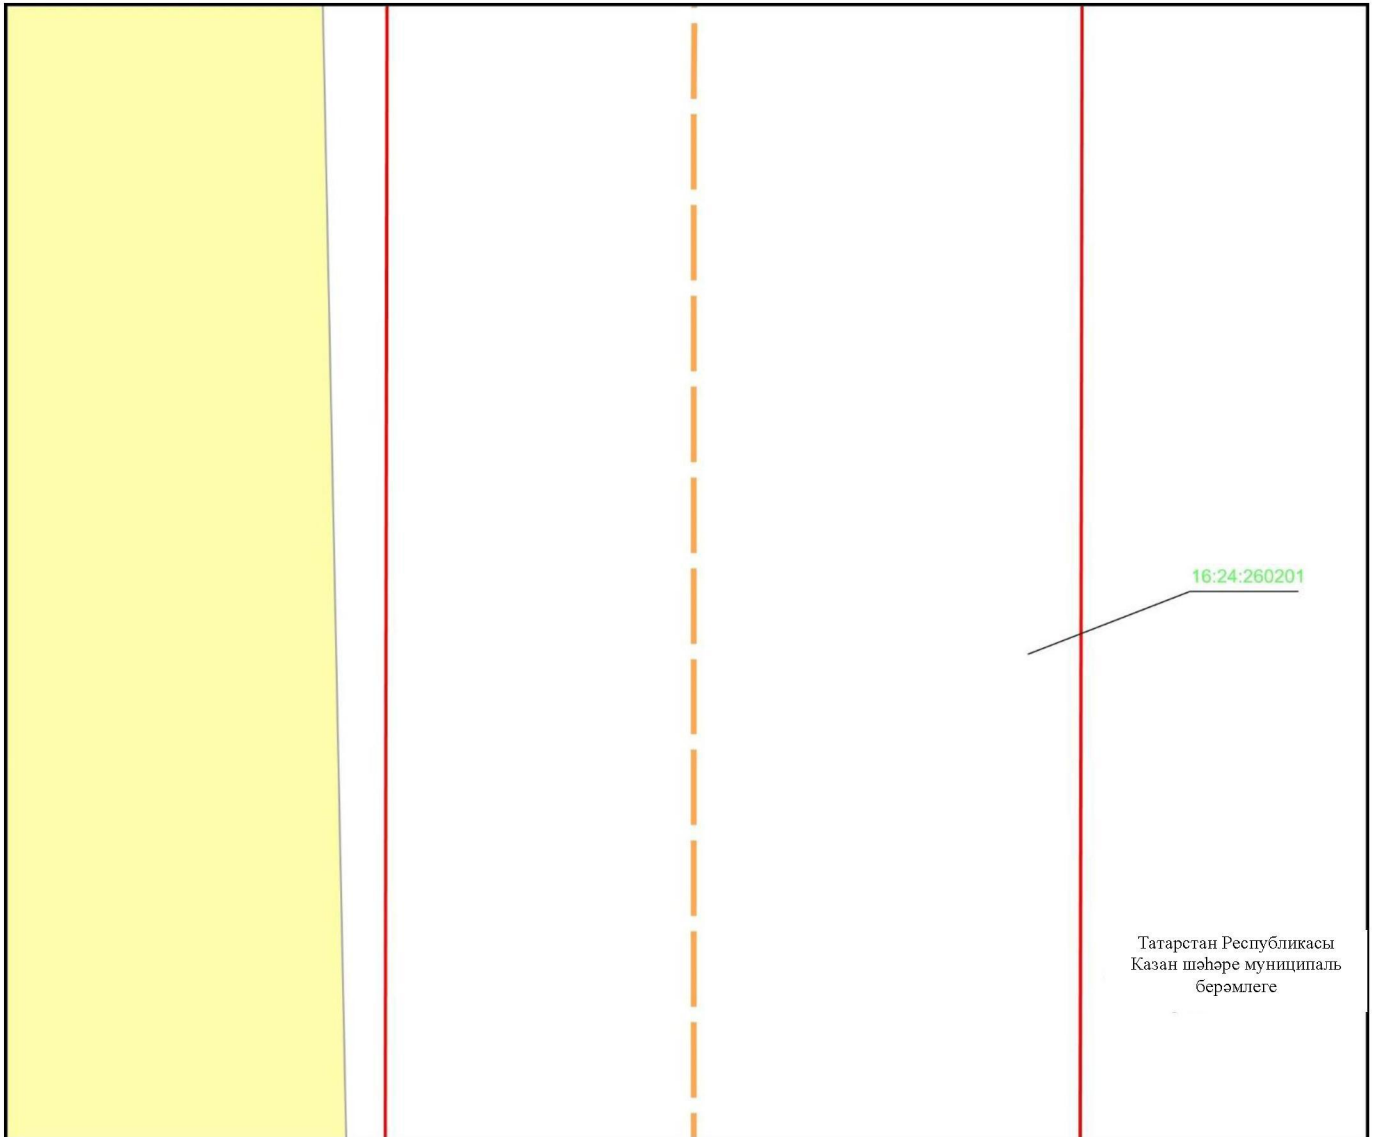 16:24:260201
Татарстан Республикасы
Казан шәһәре муниципаль
берәмлеге